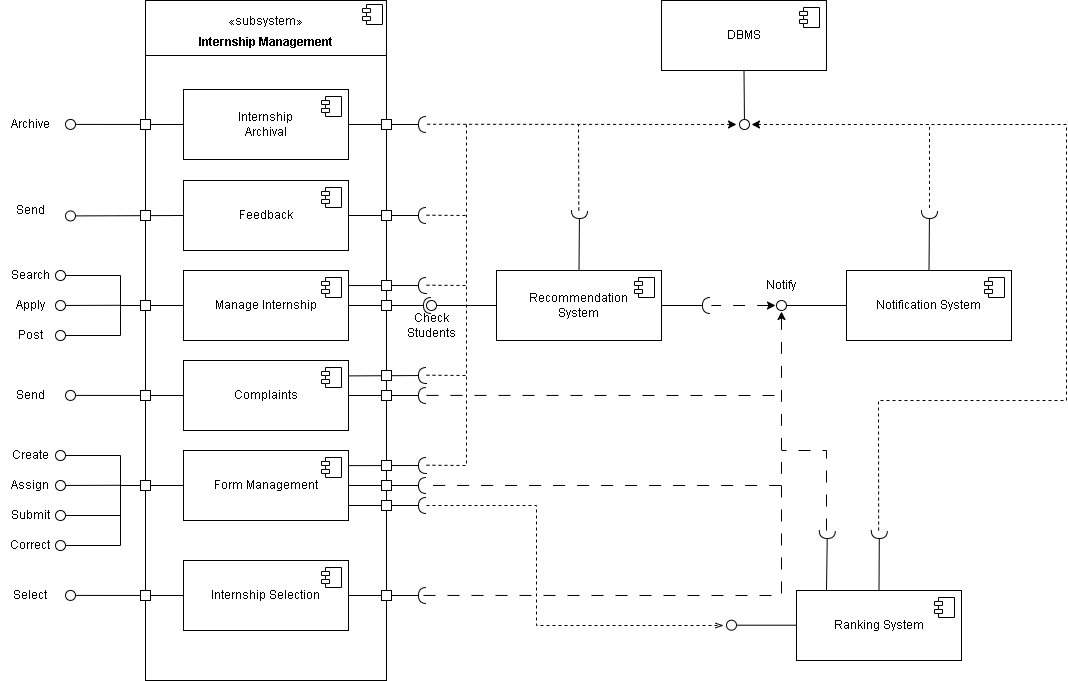 «subsystem»
Internship Management
DBMS
Archive
Internship
Archival
Send
Feedback
Search
Apply
Post
Manage Internship
Check
Students
Recommendation
System
Notify
Notification System
Send
Complaints
Create
Assign
Submit
Correct
Form Management
Select
Internship Selection
Ranking System